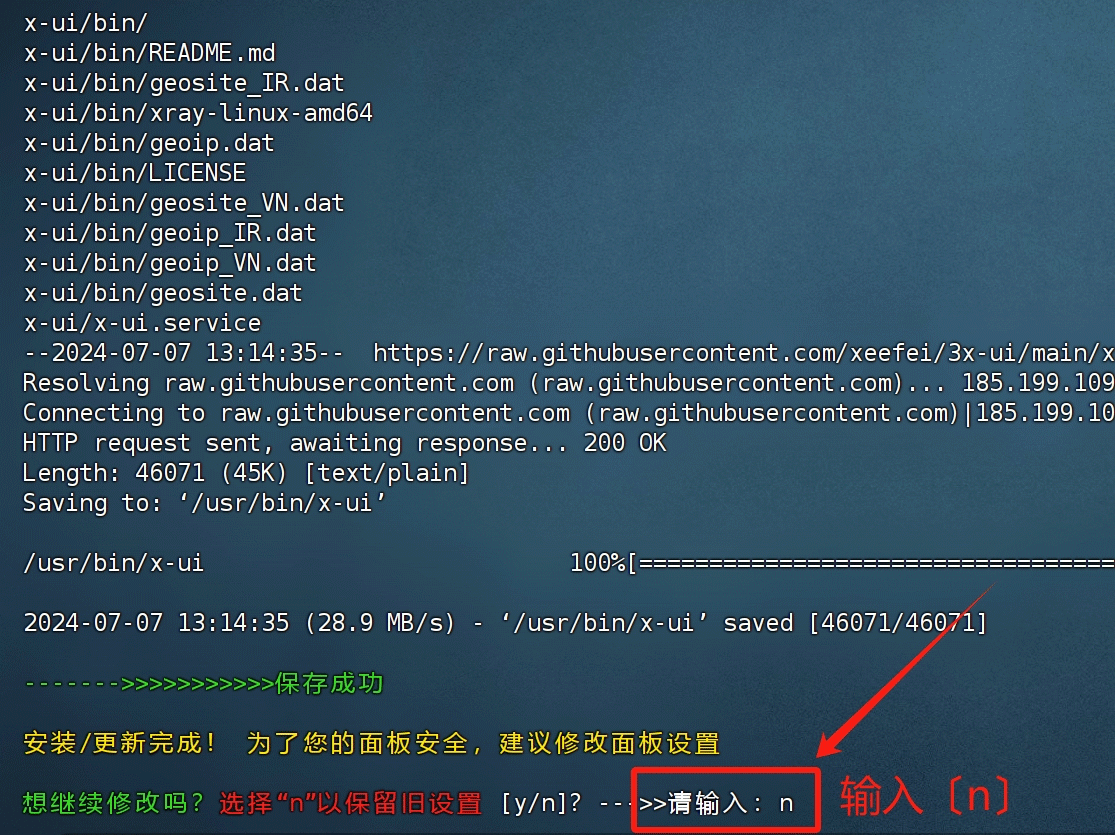 x-ui/bin/
x-ui/bin/README.md
x-ui/bin/geosite_IR.dat
x-ui/bin/xray-linux-amd64
x-ui/bin/geoip.dat
x-ui/bin/LICENSE
x-ui/bin/geosite_VN.dat
x-ui/bin/geoip_IR.dat
x-ui/bin/geoip_VN.dat
x-ui/bin/geosite.dat
x-ui/x-ui.service
--2024-07-07 13:14:35--  https://raw.githubusercontent.com/xeefei/3x-ui/main/x
Resolving raw.githubusercontent.com (raw.githubusercontent.com)... 185.199.109
Connecting to raw.githubusercontent.com (raw.githubusercontent.com)|185.199.10
HTTP request sent, awaiting response... 200 OK
Length: 46071 (45K) [text/plain]
Saving to: ‘/usr/bin/x-ui’
/usr/bin/x-ui 100%[==================================
2024-07-07 13:14:35 (28.9 MB/s) - ‘/usr/bin/x-ui’ saved [46071/46071]
------->>>>>>>>>>>保存成功
安装/更新完成! 为了您的面板安全，建议修改面板设置
想继续修改吗？选择“n”以保留旧设置 [y/n]? --->>请输入：n 输入〔n〕